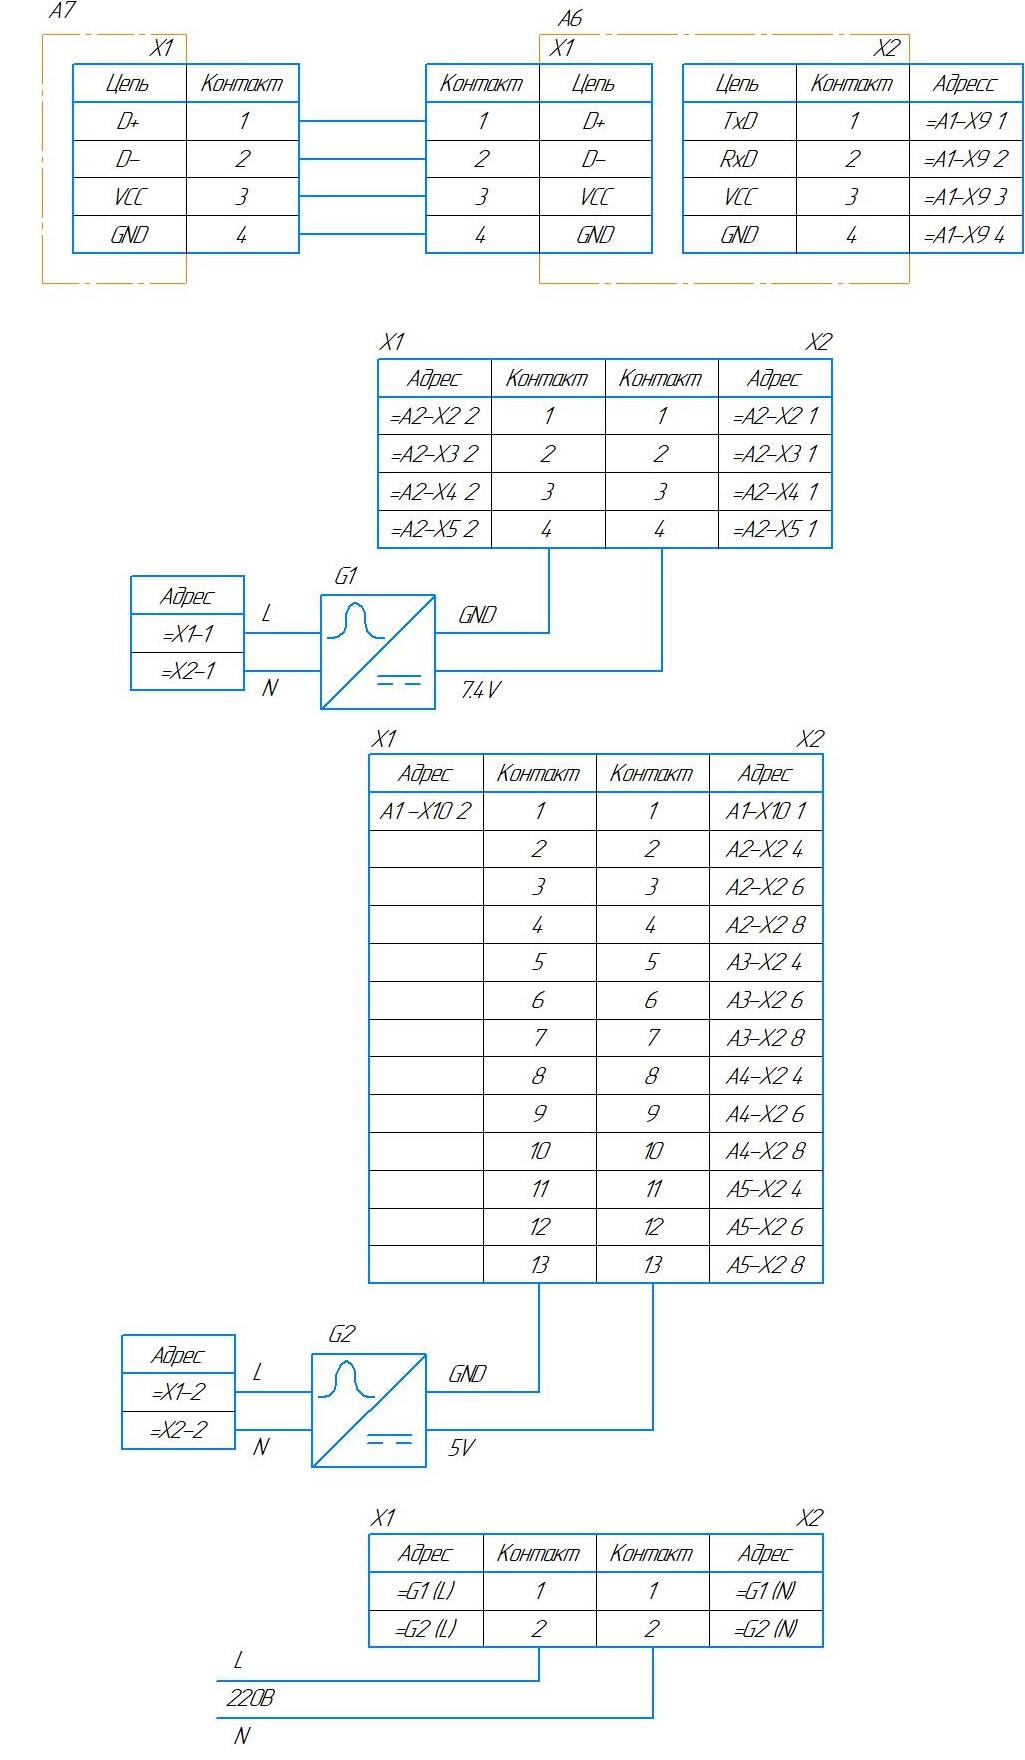 A7
A6
X1
X1
X2
Цепь Контакт
Контакт Цепь
Цепь Контакт Адресс
D+ 1
1 D+
TxD 1 =A1-X9 1
D- 2
2 D-
RxD 2 =A1-X9 2
VCC 3
3 VCC
VCC 3 =A1-X9 3
GND 4
4 GND
GND 4 =A1-X9 4
X1 X2
Адрес Контакт Контакт Адрес
=A2-X2 2 1 1 =A2-X2 1
=A2-X3 2 2 2 =A2-X3 1
=A2-X4 2 3 3 =A2-X4 1
=A2-X5 2 4 4 =A2-X5 1
G1
Адрес
L
GND
=X1-1
=X2-1
N
7.4V
X1 X2
Адрес Контакт Контакт Адрес
A1 -X10 2 1 1 A1-X10 1
2 2 A2-X2 4
3 3 A2-X2 6
4 4 A2-X2 8
5 5 A3-X2 4
6 6 A3-X2 6
7 7 A3-X2 8
8 8 A4-X2 4
9 9 A4-X2 6
10 10 A4-X2 8
11 11 A5-X2 4
12 12 A5-X2 6
13 13 A5-X2 8
G2
Адрес
L
GND
=X1-2
=X2-2
N
5V
X1 X2
Адрес Контакт Контакт Адрес
=G1 (L) 1 1 =G1 (N)
=G2 (L) 2 2 =G2 (N)
L
220В
N